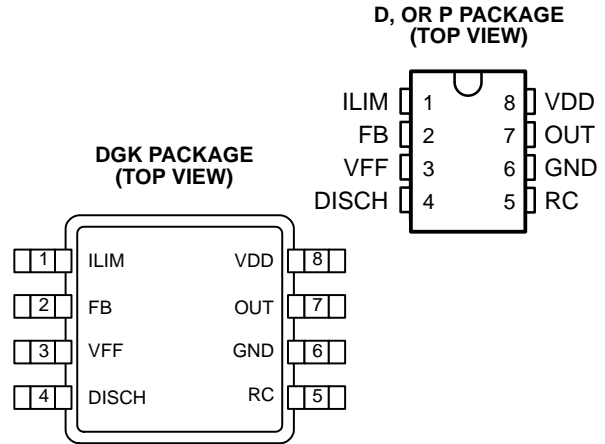 D, OR P PACKAGE
(TOP VIEW)
ILIM 1 8 VDD
FB 2 7 OUT
VFF 3 6 GND
DISCH 4 5 RC
DGK PACKAGE
(TOP VIEW)
1 ILIM VDD 8
2 FB OUT 7
3 VFF GND 6
4 DISCH RC 5